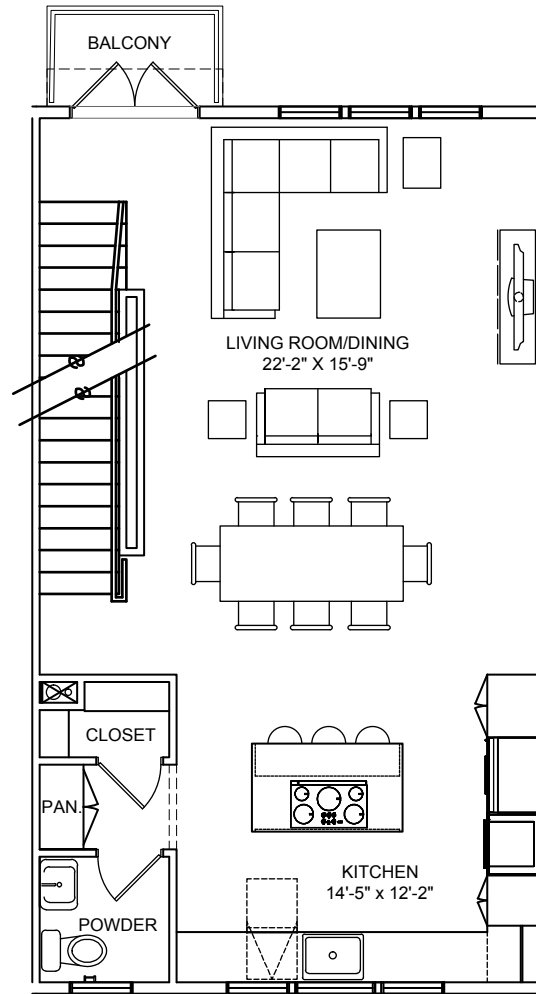 BALCONY
LIVING ROOM/DINING
22'-2" X 15'-9"
CLOSET
PAN.
KITCHEN
14'-5" x 12'-2"
POWDER